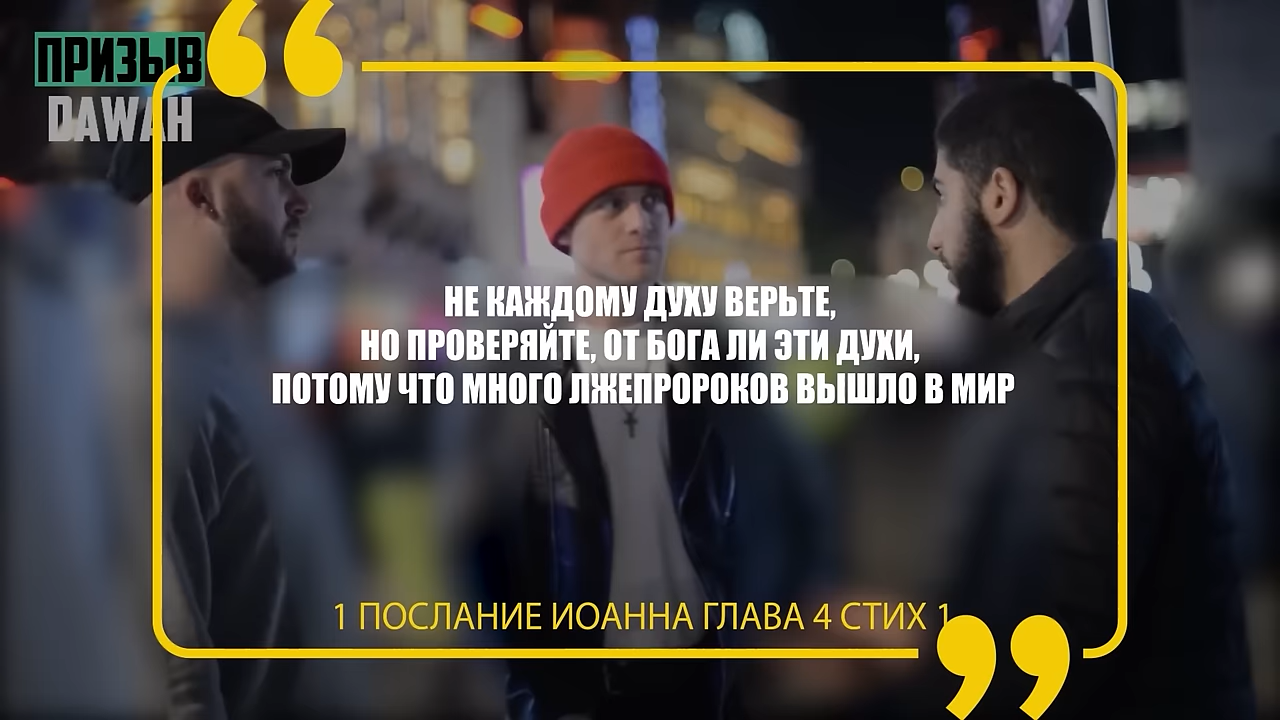 ПРИЗЫВ
DAWAH
НЕ КАЖДОМУ ДУХУ ВЕРЬТЕ,
НО ПРОВЕРЯЙТЕ, ОТ БОГА ЛИ ЭТИ ДУХИ,
ПОТОМУ ЧТО МНОГО ЛЖЕПРОРОКОВ ВЫШЛО В МИР
1 ПОСЛАНИЕ ИОАННА ГЛАВА 4 СТИХ 1